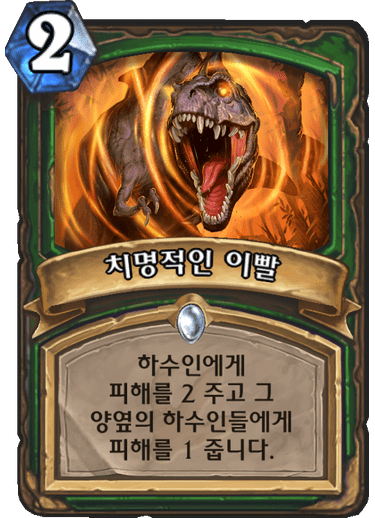 2
치명적인 이빨
하수인에게
피해를 2 주고 그
양옆의 하수인들에게
피해를 1 줍니다.